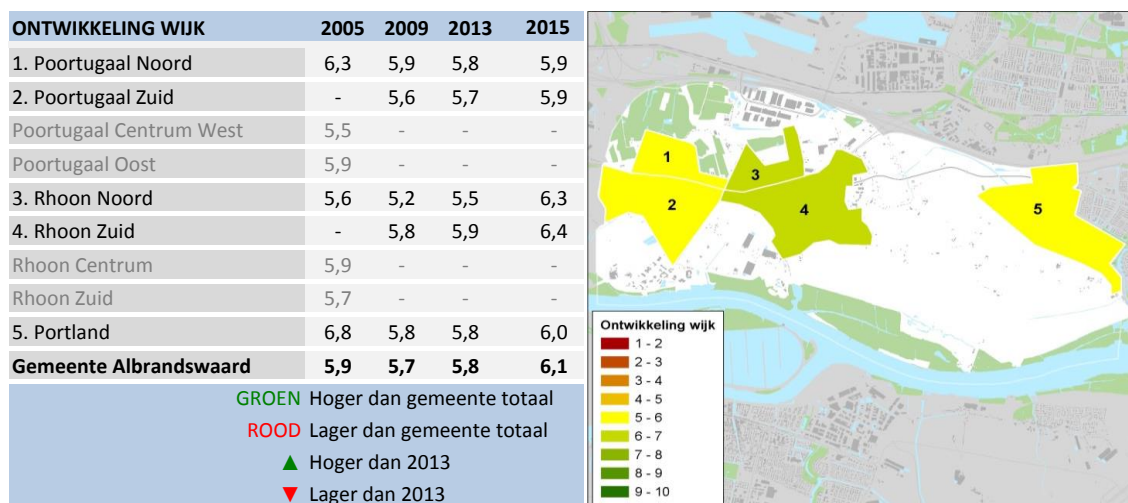 ONTWIKKELING WIJK 2005 2009 2013 2015
1. Poortugaal Noord 6,3 5,9 5,8 5,9
2. Poortugaal Zuid - 5,6 5,7 5,9
Poortugaal Centrum West 5,5 - - -
Poortugaal Oost 5,9 - - -
3. Rhoon Noord 5,6 5,2 5,5 6,3
4. Rhoon Zuid - 5,8 5,9 6,4
Rhoon Centrum 5,9 - - -
Rhoon Zuid 5,7 - - -
5. Portland 6,8 5,8 5,8 6,0
Gemeente Albrandswaard 5,9 5,7 5,8 6,1
GROEN Hoger dan gemeente totaal
ROOD Lager dan gemeente totaal
▲ Hoger dan 2013
▼ Lager dan 2013
1
2
3
4
5
Ontwikkeling wijk
1 - 2
2 - 3
3 - 4
4 - 5
5 - 6
6 - 7
7 - 8
8 - 9
9 - 10